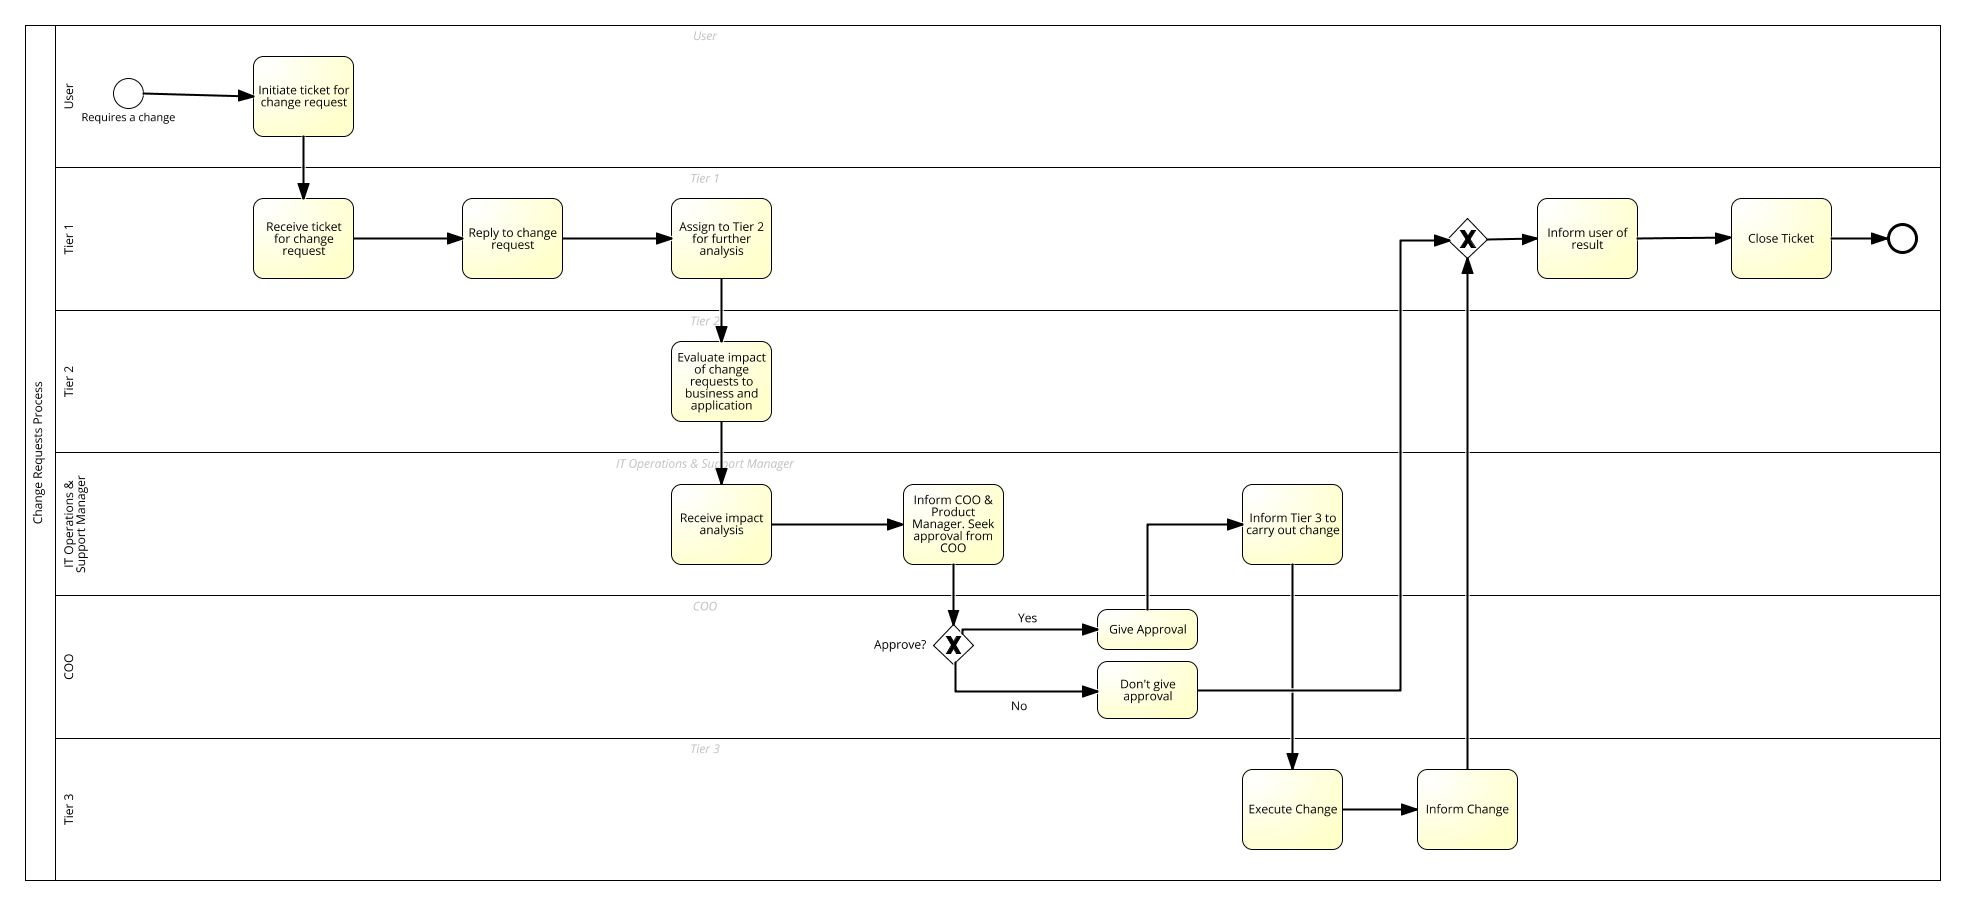 Change Requests Process
User
User
Requires a change
Initiate ticket for
change request
Tier 1
Tier 1
Receive ticket
for change
request
Reply to change
request
Assign to Tier 2
for further
analysis
Inform user of
result
Close Ticket
Tier 2
Tier 2
Evaluate impact
of change
requests to
business and
application
IT Operations &
Support Manager
IT Operations & Support Manager
Receive impact
analysis
Inform COO &
Product
Manager. Seek
approval from
COO
Inform Tier 3 to
carry out change
COO
COO
Approve?
Yes
Give Approval
No
Don't give
approval
Tier 3
Tier 3
Execute Change
Inform Change